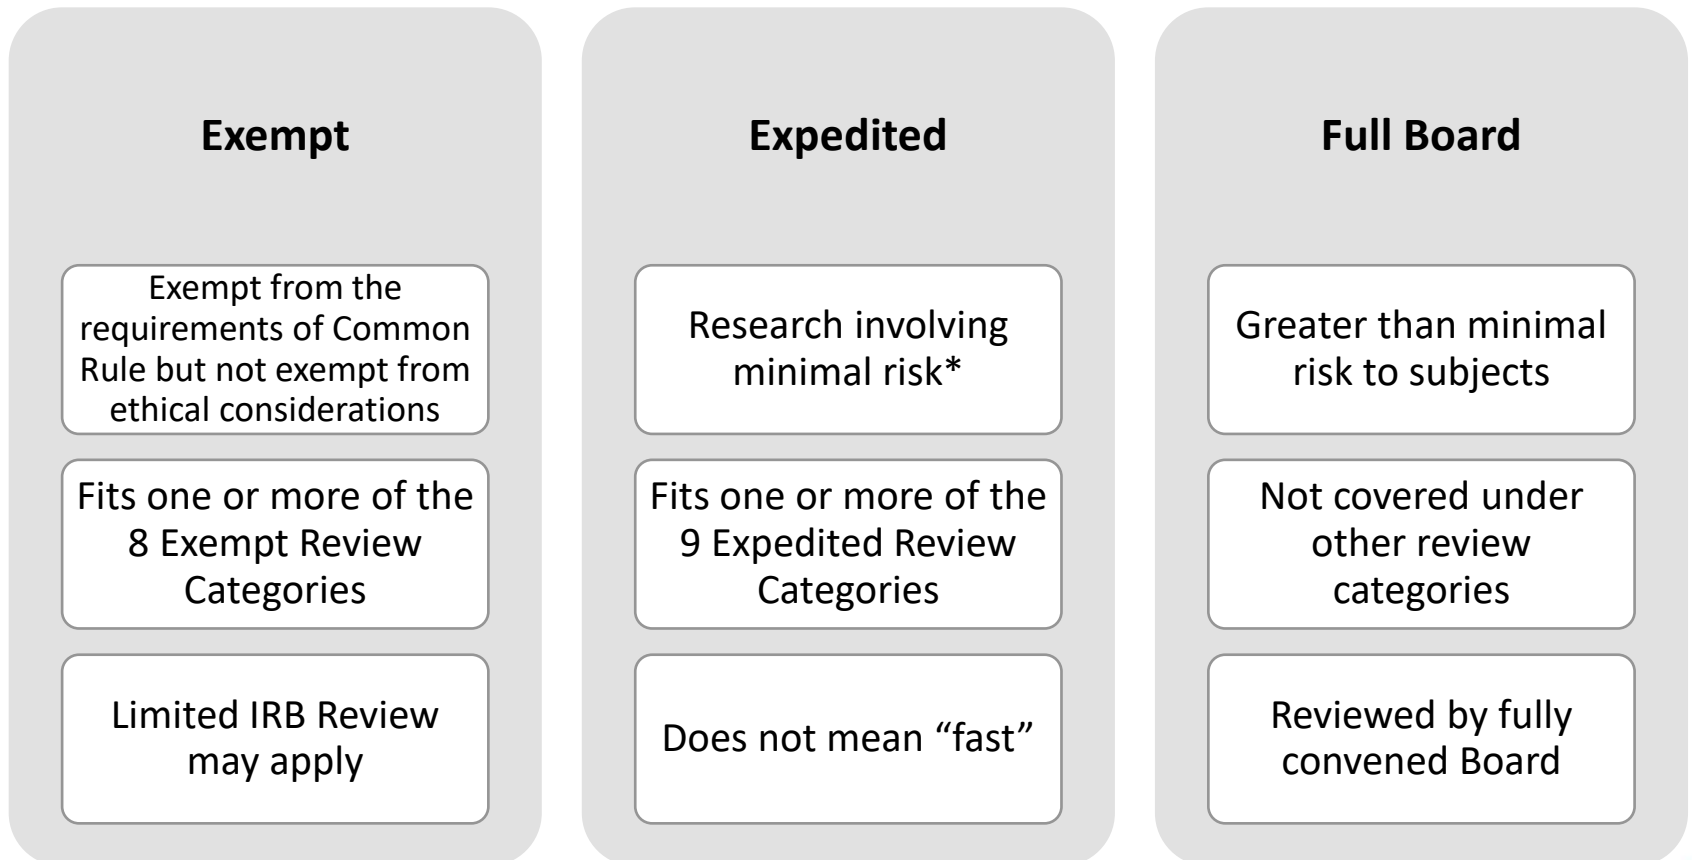 Exempt
Exempt from the
requirements of Common
Rule but not exempt from
ethical considerations
Fits one or more of the
8 Exempt Review
Categories
Limited IRB Review
may apply
Expedited
Research involving
minimal risk*
Fits one or more of the
9 Expedited Review
Categories
Does not mean “fast”
Full Board
Greater than minimal
risk to subjects
Not covered under
other review
categories
Reviewed by fully
convened Board